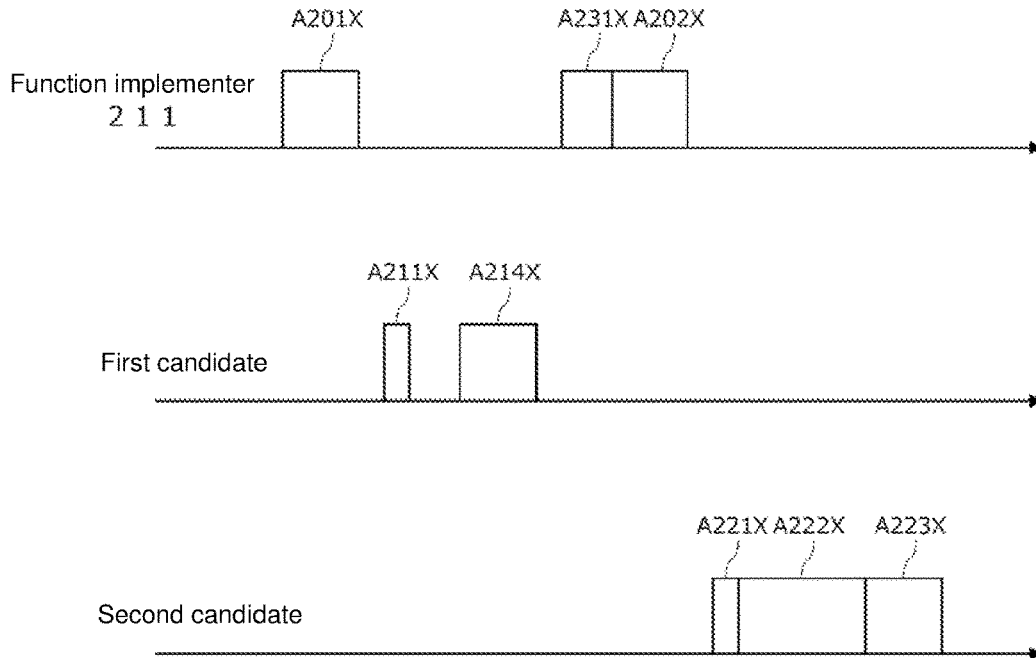 A201X
A231X A202X
Function implementer
2 1 1
A211X A214X
First candidate
A221X A222X A223X
Second candidate